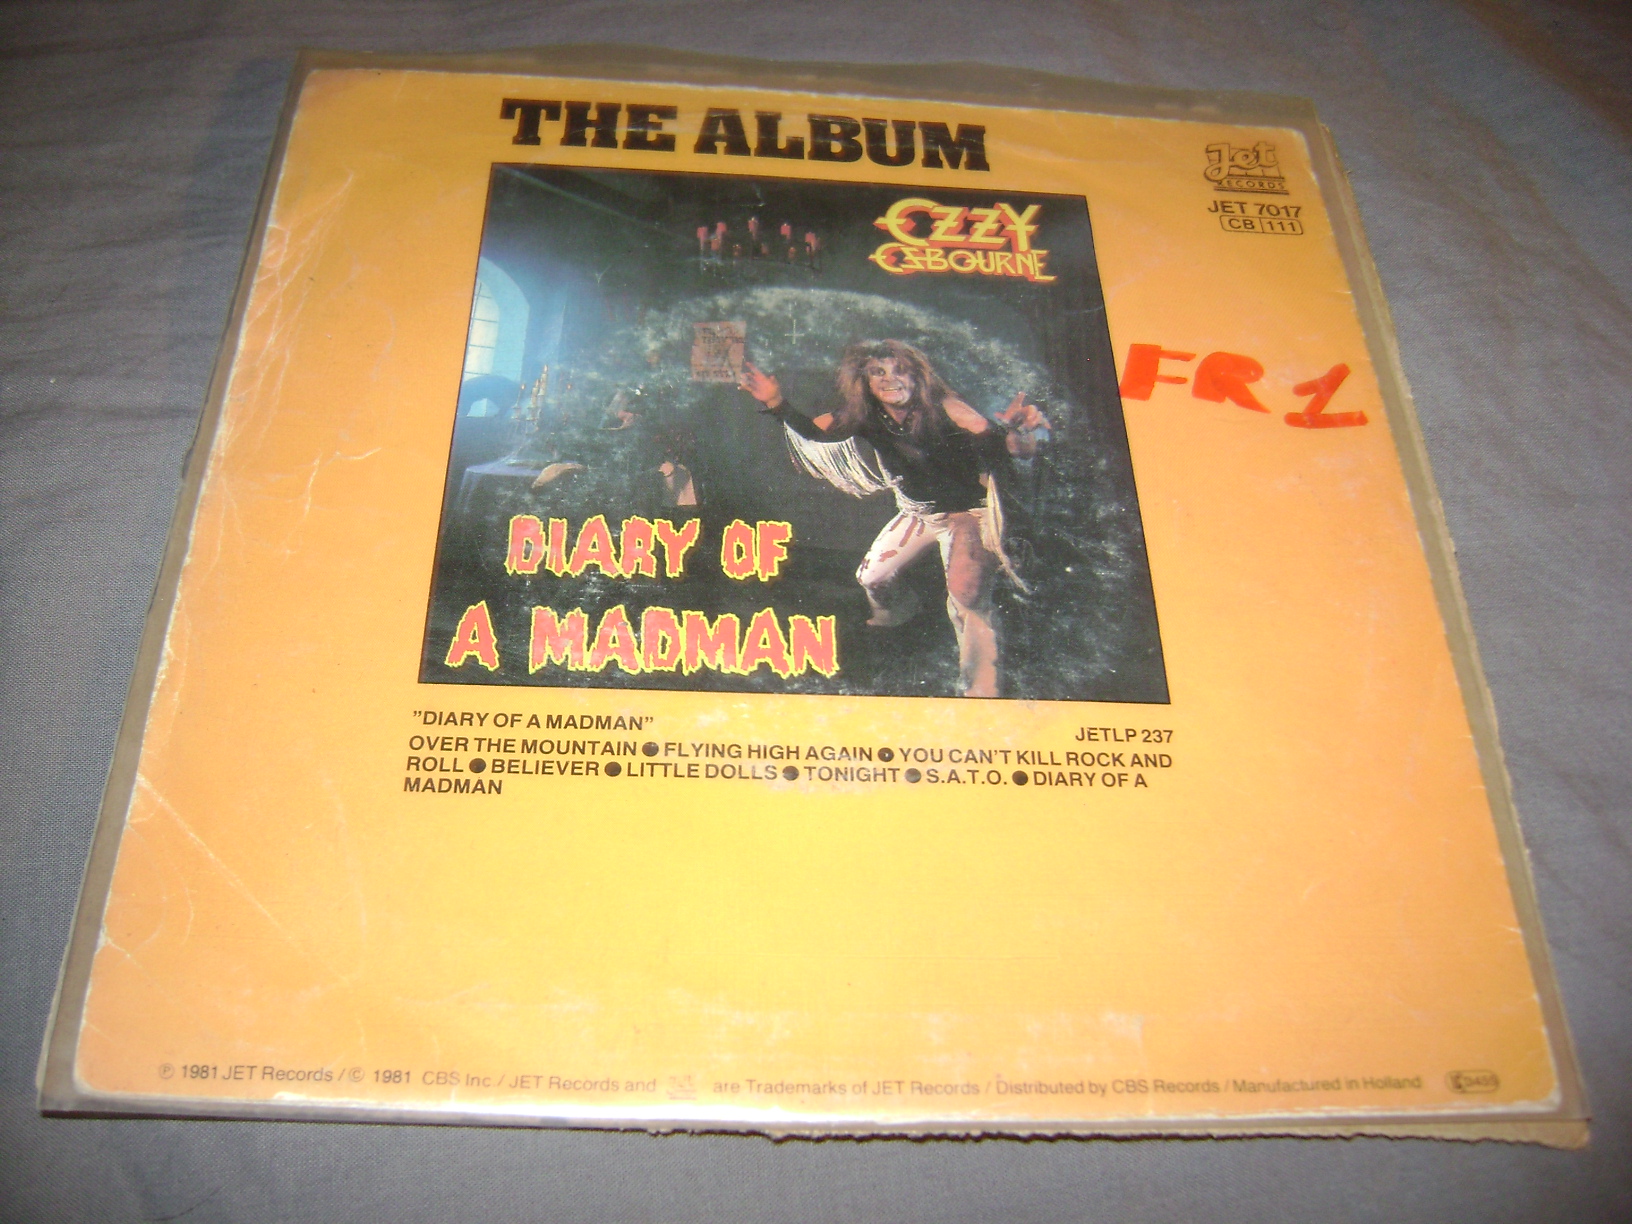 THE ALBUM
Jet
RECORDS
JET 7017
CB 111
OZZY
OSBOURNE
FR 1
DIARY OF
A MADMAN
"DIARY OF A MADMAN"
JETLP 237
OVER THE MOUNTAIN ● FLYING HIGH AGAIN ● YOU CAN'T KILL ROCK AND
ROLL ● BELIEVER ● LITTLE DOLLS ● TONIGHT ● S.A.T.O. ● DIARY OF A
MADMAN
℗ 1981 JET Records / © 1981 CBS Inc. / JET Records and are Trademarks of JET Records / Distributed by CBS Records / Manufactured in Holland